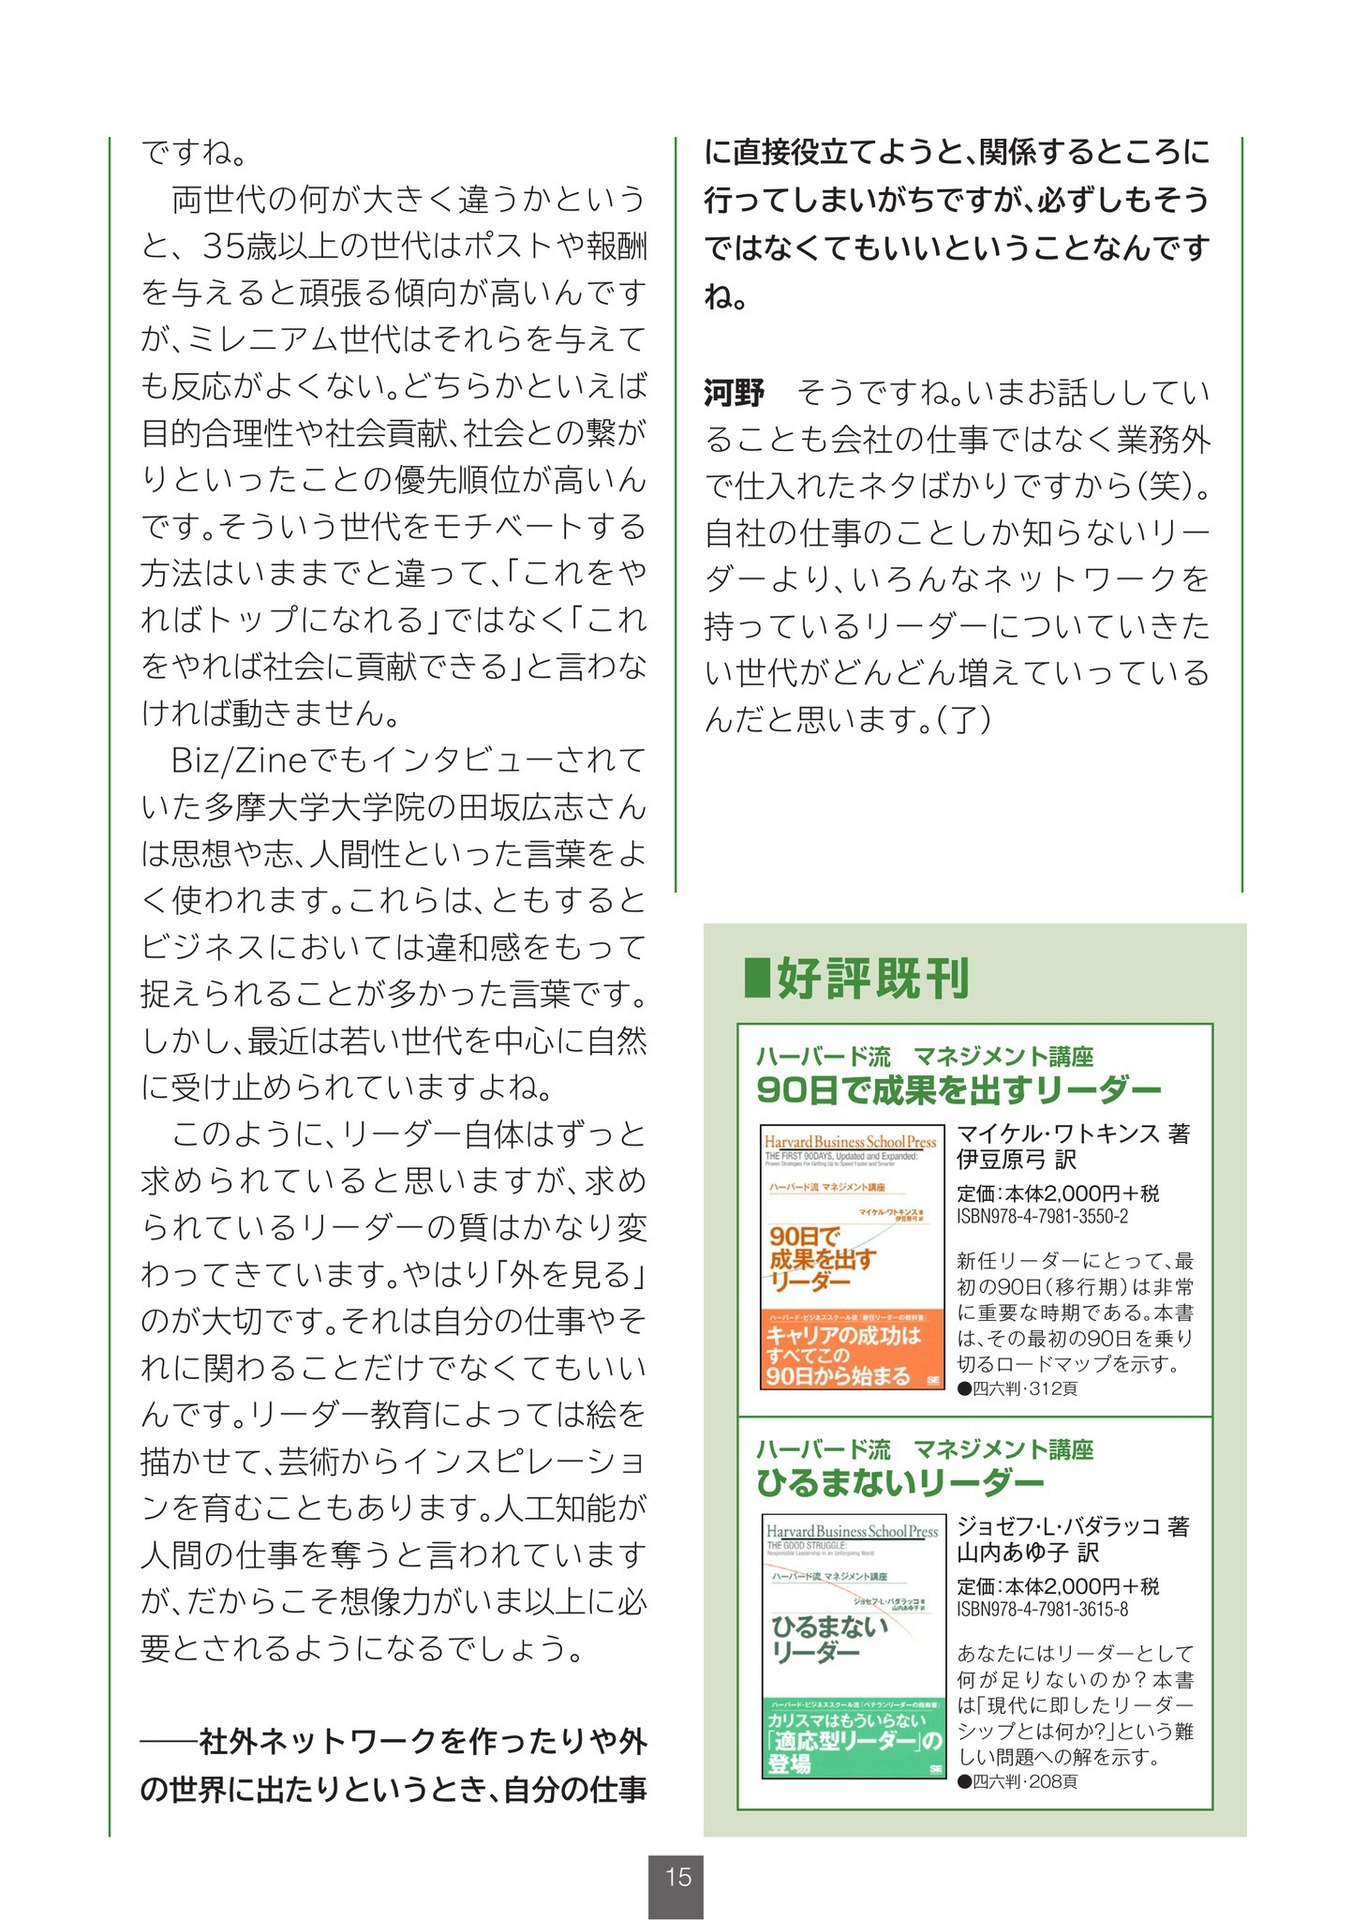 ですね。
　両世代の何が大きく違うかという
と、35歳以上の世代はポストや報酬
を与えると頑張る傾向が高いんです
が、ミレニアム世代はそれらを与えて
も反応がよくない。どちらかといえば
目的合理性や社会貢献、社会との繋が
りといったことの優先順位が高いん
です。そういう世代をモチベートする
方法はいままでと違って、「これをや
ればトップになれる」ではなく「これ
をやれば社会に貢献できる」と言わな
ければ動きません。
　Biz/Zineでもインタビューされて
いた多摩大学大学院の田坂広志さん
は思想や志、人間性といった言葉をよ
く使われます。これらは、ともすると
ビジネスにおいては違和感をもって
捉えられることが多かった言葉です。
しかし、最近は若い世代を中心に自然
に受け止められていますよね。
　このように、リーダー自体はずっと
求められていると思いますが、求め
られているリーダーの質はかなり変
わってきています。やはり「外を見る」
のが大切です。それは自分の仕事やそ
れに関わることだけでなくてもいい
んです。リーダー教育によっては絵を
描かせて、芸術からインスピレーショ
ンを育むこともあります。人工知能が
人間の仕事を奪うと言われています
が、だからこそ想像力がいま以上に必
要とされるようになるでしょう。
――社外ネットワークを作ったりや外
の世界に出たりというとき、自分の仕事
に直接役立てようと、関係するところに
行ってしまいがちですが、必ずしもそう
ではなくてもいいということなんです
ね。
河野　そうですね。いまお話ししてい
ることも会社の仕事ではなく業務外
で仕入れたネタばかりですから（笑）。
自社の仕事のことしか知らないリー
ダーより、いろんなネットワークを
持っているリーダーについていきた
い世代がどんどん増えていっている
んだと思います。（了）
■好評既刊
ハーバード流　マネジメント講座
90日で成果を出すリーダー
Harvard Business School Press
THE FIRST 90DAYS, Updated and Expanded:
Proven Strategies For Getting Up to Speed Faster and Smarter
ハーバード流 マネジメント講座
マイケル・ワトキンス 著
伊豆原弓 訳
90日で
成果を出す
リーダー
ハーバード・ビジネススクール流「新任リーダーの教科書」
キャリアの成功は
すべてこの
90日から始まる
SE
マイケル・ワトキンス 著
伊豆原弓 訳
定価：本体2,000円＋税
ISBN978-4-7981-3550-2
新任リーダーにとって、最
初の90日（移行期）は非常
に重要な時期である。本書
は、その最初の90日を乗り
切るロードマップを示す。
●四六判・312頁
ハーバード流　マネジメント講座
ひるまないリーダー
Harvard Business School Press
THE GOOD STRUGGLE:
Responsible Leadership in an Unforgiving World
ハーバード流 マネジメント講座
ジョセフ・L・バダラッコ 著
山内あゆ子 訳
ひるまない
リーダー
ハーバード・ビジネススクール流「ベテランリーダーの指南書」
カリスマはもういらない
「適応型リーダー」の
登場
SE
ジョゼフ・L・バダラッコ 著
山内あゆ子 訳
定価：本体2,000円＋税
ISBN978-4-7981-3615-8
あなたにはリーダーとして
何が足りないのか？ 本書
は「現代に即したリーダー
シップとは何か?」という難
しい問題への解を示す。
●四六判・208頁
15